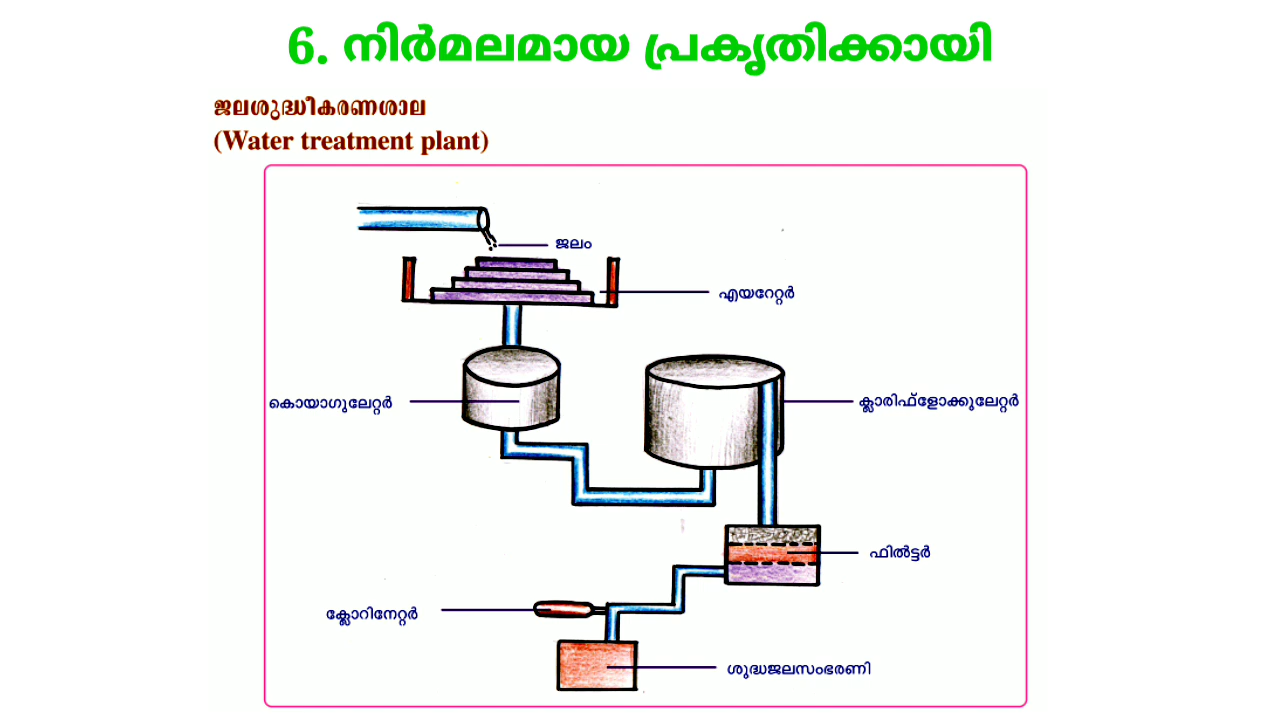 6. നിർമലമായ പ്രകൃതിക്കായി
ജലശുദ്ധീകരണശാല
(Water treatment plant)
ജലം
എയറേറ്റർ
കൊയാഗുലേറ്റർ
ക്ലാരിഫ്ളോക്കുലേറ്റർ
ഫിൽട്ടർ
ക്ലോറിനേറ്റർ
ശുദ്ധജലസംഭരണി